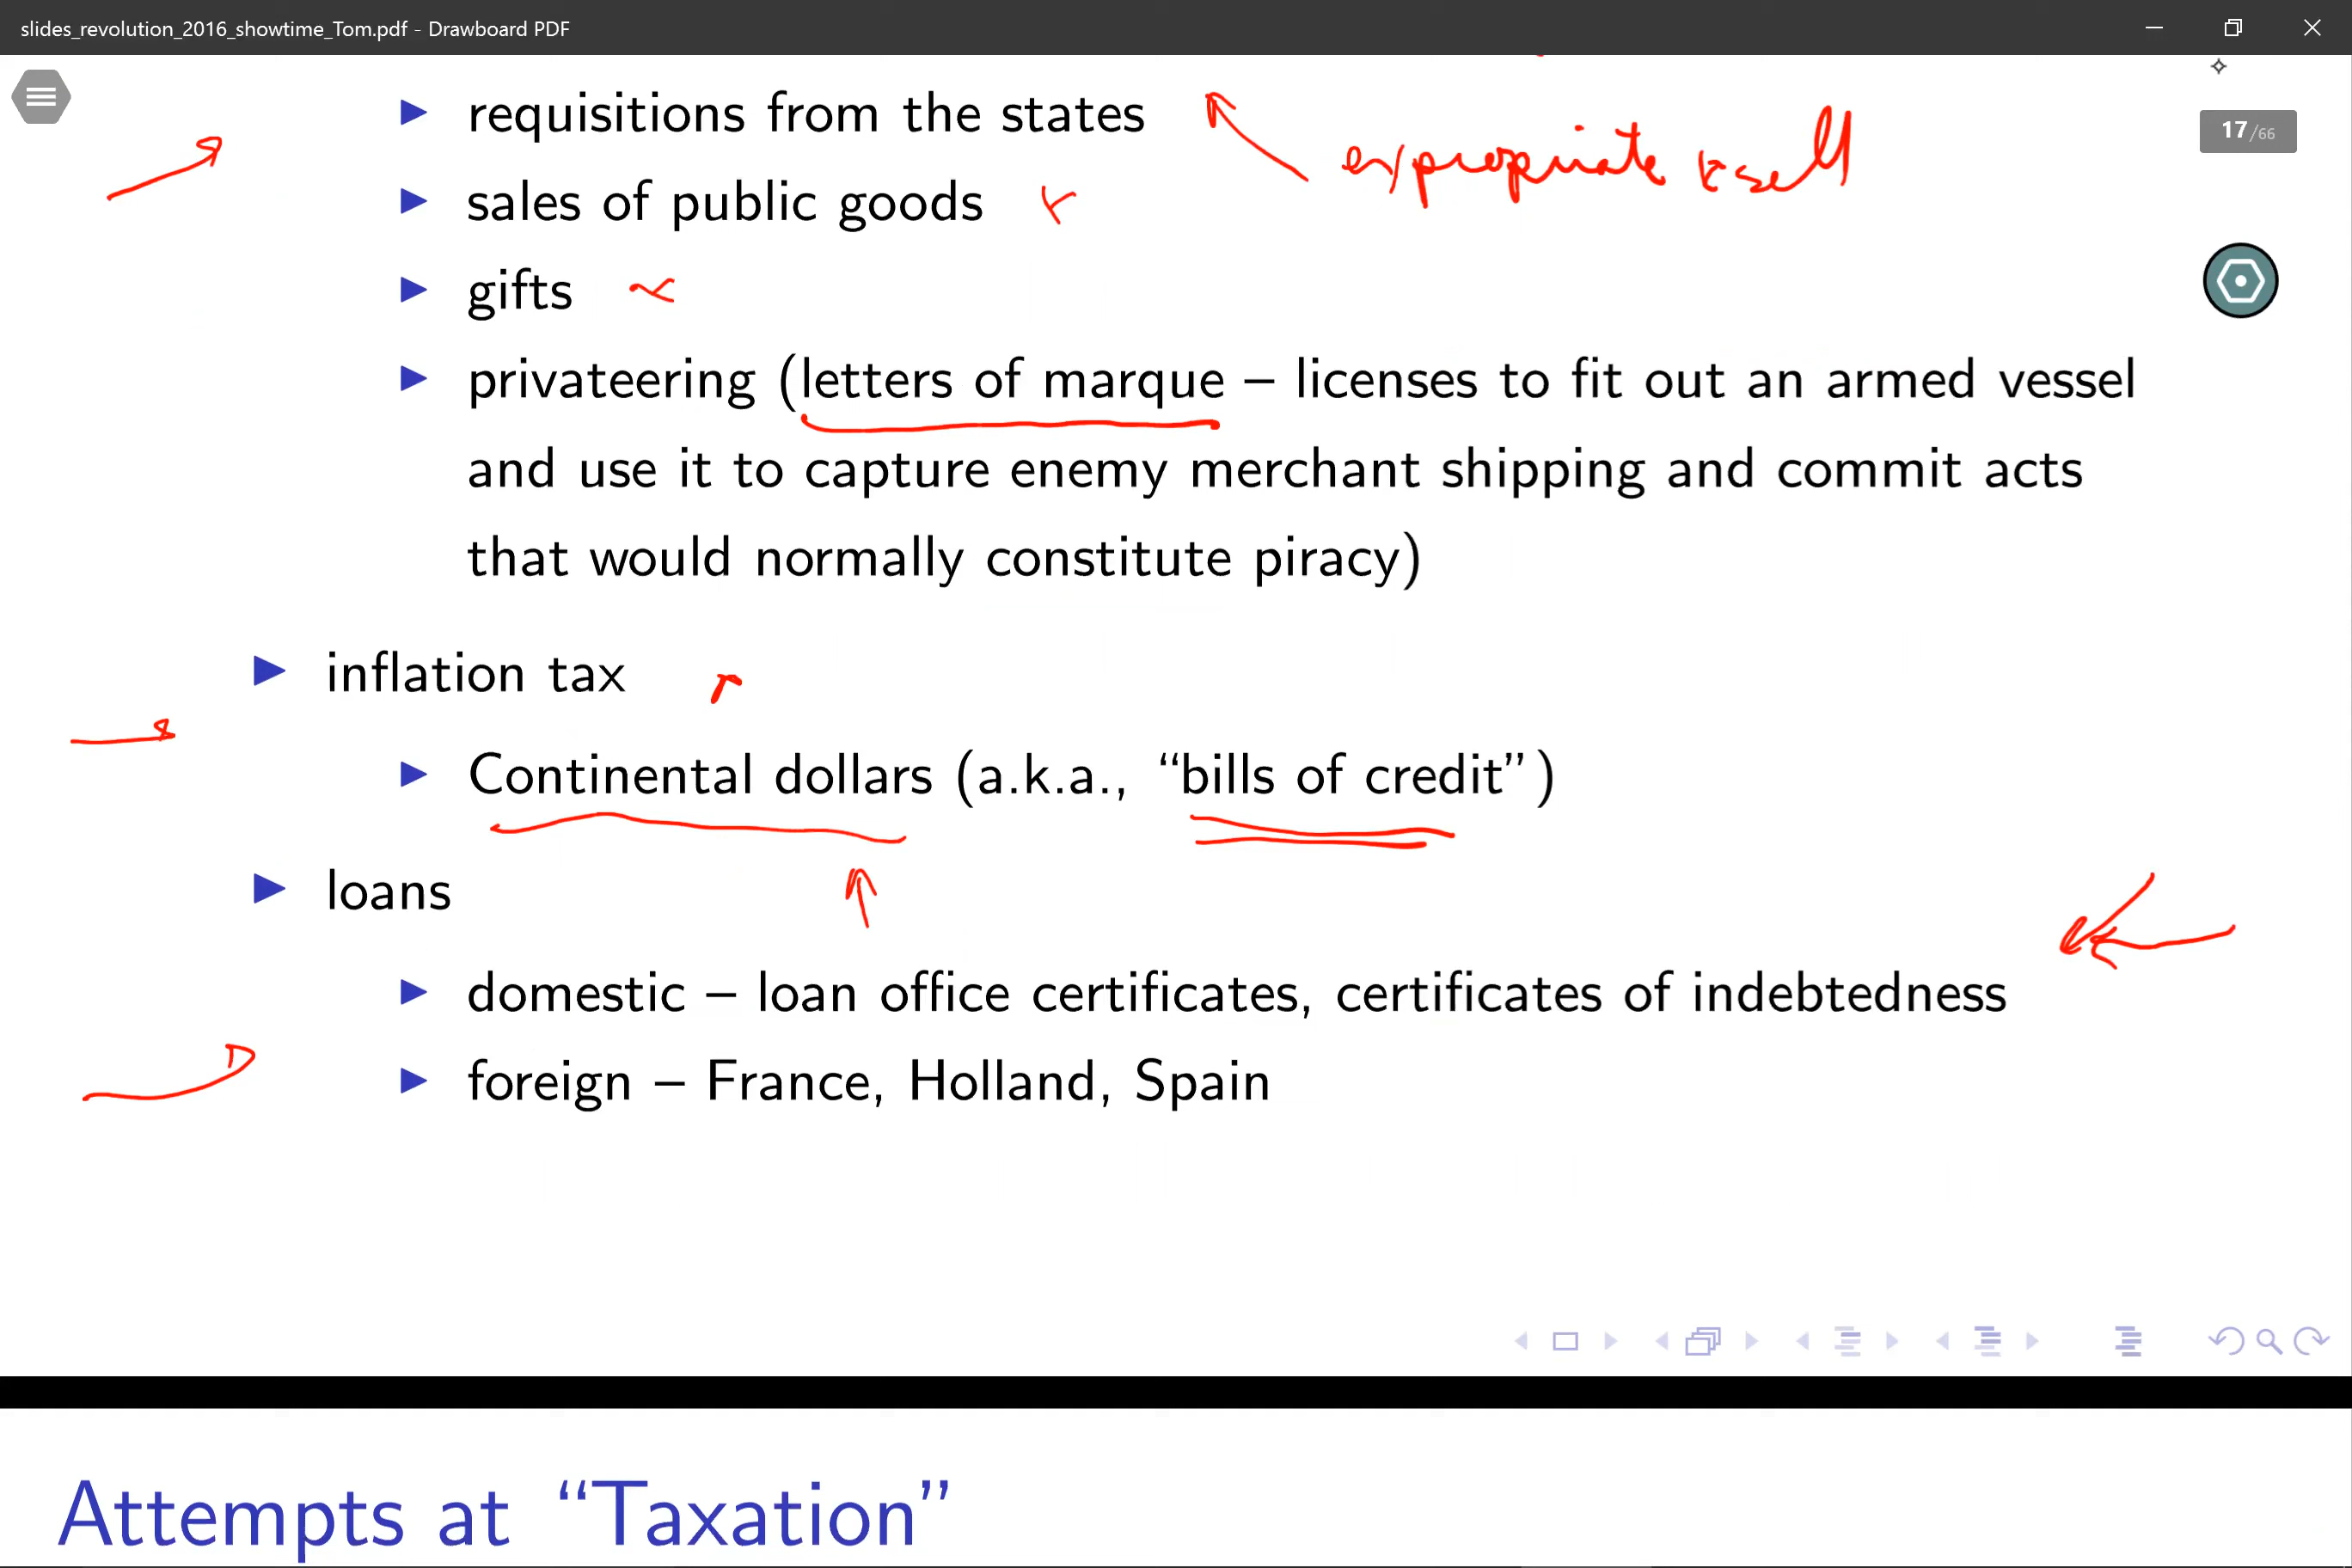 slides_revolution_2016_showtime_Tom.pdf - Drawboard PDF
17/66
▶ requisitions from the states
expropriate itself
▶ sales of public goods
▶ gifts
▶ privateering (letters of marque – licenses to fit out an armed vessel
and use it to capture enemy merchant shipping and commit acts
that would normally constitute piracy)
▶ inflation tax
▶ Continental dollars (a.k.a., “bills of credit”)
▶ loans
▶ domestic – loan office certificates, certificates of indebtedness
▶ foreign – France, Holland, Spain
Attempts at “Taxation”